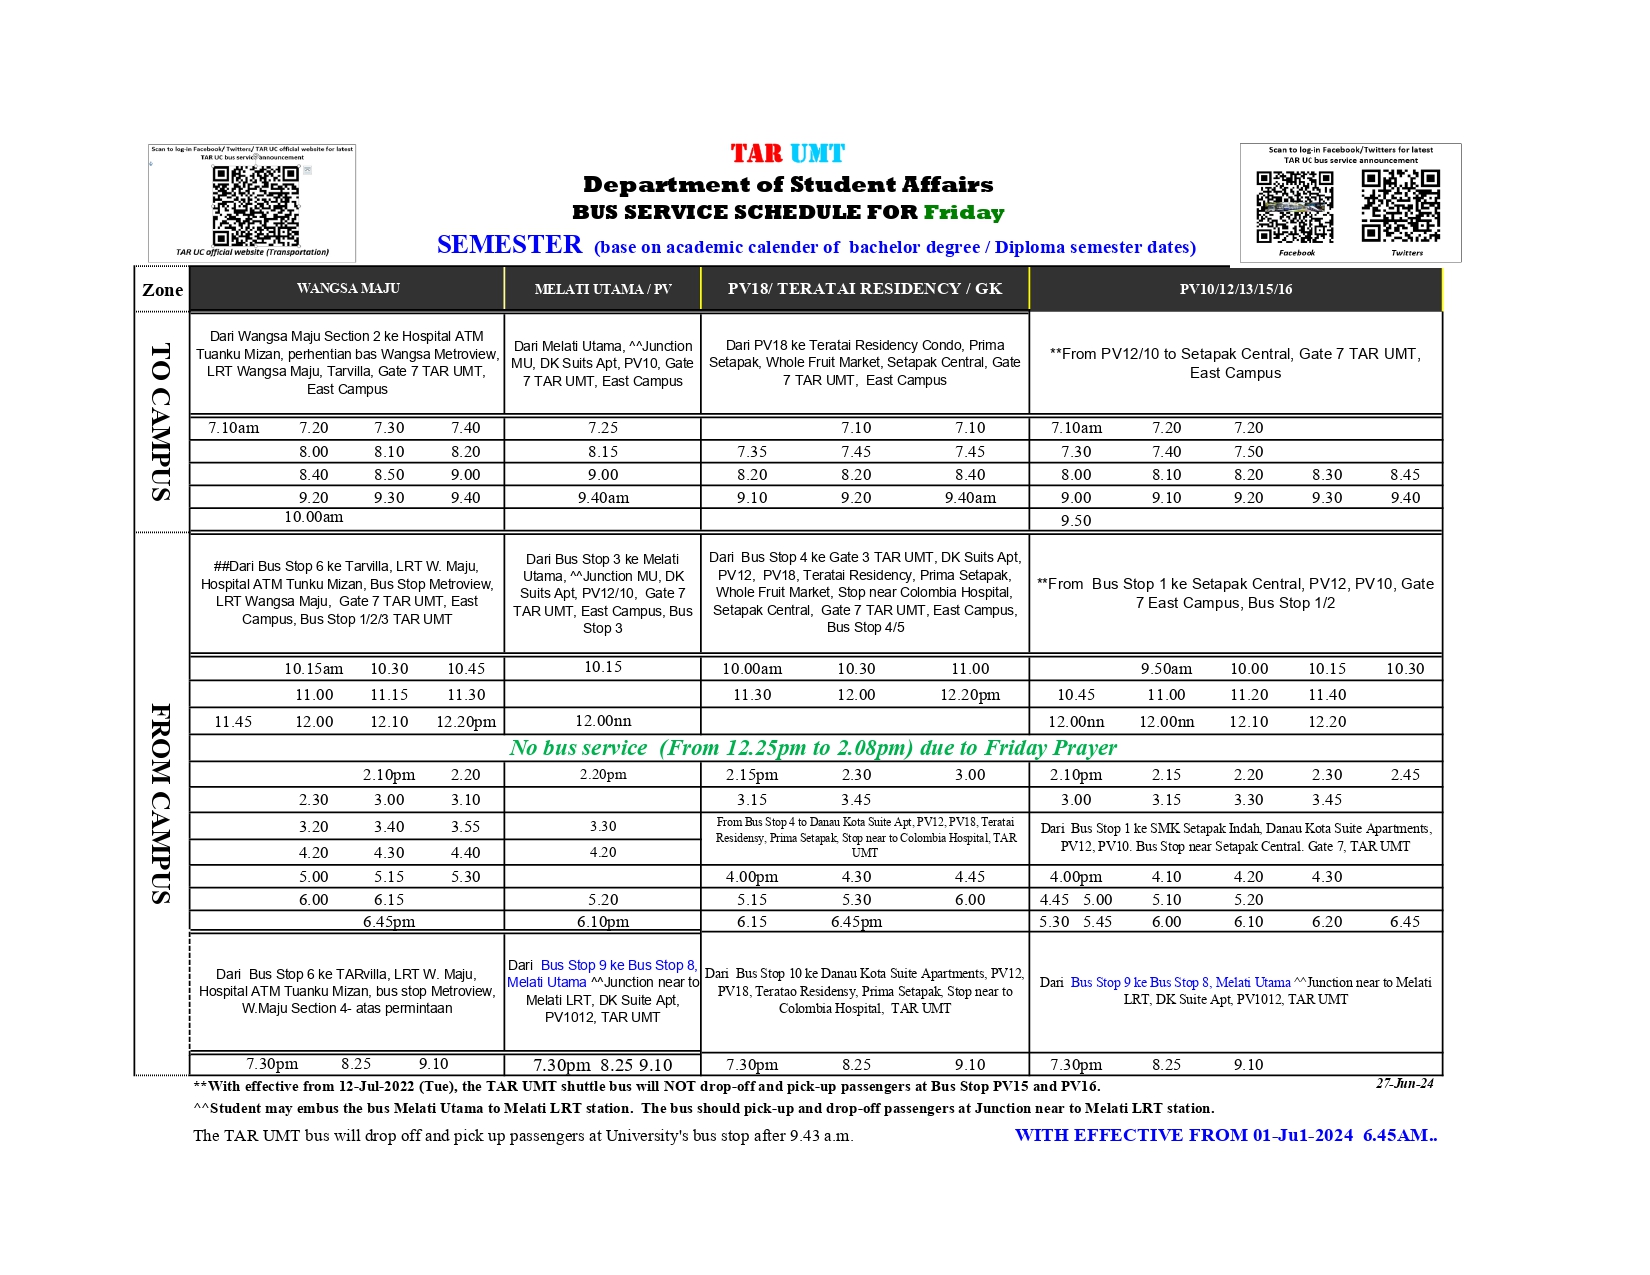 Scan to log-in Facebook/ Twitters/ TAR UC official website for latest
TAR UC bus service announcement
TAR UC official website (Transportation)
TAR UMT
Department of Student Affairs
BUS SERVICE SCHEDULE FOR Friday
SEMESTER (base on academic calender of bachelor degree / Diploma semester dates)
Scan to log-in Facebook/Twitters for latest
TAR UC bus service announcement
Facebook Twitters
Zone WANGSA MAJU MELATI UTAMA / PV PV18/ TERATAI RESIDENCY / GK PV10/12/13/15/16
TO CAMPUS
Dari Wangsa Maju Section 2 ke Hospital ATM
Tuanku Mizan, perhentian bas Wangsa Metroview,
LRT Wangsa Maju, Tarvilla, Gate 7 TAR UMT,
East Campus
Dari Melati Utama, ^^Junction
MU, DK Suits Apt, PV10, Gate
7 TAR UMT, East Campus
Dari PV18 ke Teratai Residency Condo, Prima
Setapak, Whole Fruit Market, Setapak Central, Gate
7 TAR UMT, East Campus
**From PV12/10 to Setapak Central, Gate 7 TAR UMT,
East Campus
7.10am 7.20 7.30 7.40 7.25 7.10 7.10 7.10am 7.20 7.20
8.00 8.10 8.20 8.15 7.35 7.45 7.45 7.30 7.40 7.50
8.40 8.50 9.00 9.00 8.20 8.20 8.40 8.00 8.10 8.20 8.30 8.45
9.20 9.30 9.40 9.40am 9.10 9.20 9.40am 9.00 9.10 9.20 9.30 9.40
10.00am 9.50
FROM CAMPUS
##Dari Bus Stop 6 ke Tarvilla, LRT W. Maju,
Hospital ATM Tunku Mizan, Bus Stop Metroview,
LRT Wangsa Maju, Gate 7 TAR UMT, East
Campus, Bus Stop 1/2/3 TAR UMT
Dari Bus Stop 3 ke Melati
Utama, ^^Junction MU, DK
Suits Apt, PV12/10, Gate 7
TAR UMT, East Campus, Bus
Stop 3
Dari Bus Stop 4 ke Gate 3 TAR UMT, DK Suits Apt,
PV12, PV18, Teratai Residency, Prima Setapak,
Whole Fruit Market, Stop near Colombia Hospital,
Setapak Central, Gate 7 TAR UMT, East Campus,
Bus Stop 4/5
**From Bus Stop 1 ke Setapak Central, PV12, PV10, Gate
7 East Campus, Bus Stop 1/2
10.15am 10.30 10.45 10.15 10.00am 10.30 11.00 9.50am 10.00 10.15 10.30
11.00 11.15 11.30 11.30 12.00 12.20pm 10.45 11.00 11.20 11.40
11.45 12.00 12.10 12.20pm 12.00nn 12.00nn 12.00nn 12.10 12.20
No bus service (From 12.25pm to 2.08pm) due to Friday Prayer
2.10pm 2.20 2.20pm 2.15pm 2.30 3.00 2.10pm 2.15 2.20 2.30 2.45
2.30 3.00 3.10 3.15 3.45 3.00 3.15 3.30 3.45
3.20 3.40 3.55 3.30
4.20 4.30 4.40 4.20
From Bus Stop 4 to Danau Kota Suite Apt, PV12, PV18, Teratai
Residensy, Prima Setapak, Stop near to Colombia Hospital, TAR
UMT
Dari Bus Stop 1 ke SMK Setapak Indah, Danau Kota Suite Apartments,
PV12, PV10. Bus Stop near Setapak Central. Gate 7, TAR UMT
5.00 5.15 5.30 4.00pm 4.30 4.45 4.00pm 4.10 4.20 4.30
6.00 6.15 5.20 5.15 5.30 6.00 4.45 5.00 5.10 5.20
6.45pm 6.10pm 6.15 6.45pm 5.30 5.45 6.00 6.10 6.20 6.45
Dari Bus Stop 6 ke TARvilla, LRT W. Maju,
Hospital ATM Tuanku Mizan, bus stop Metroview,
W.Maju Section 4- atas permintaan
Dari Bus Stop 9 ke Bus Stop 8,
Melati Utama ^^Junction near to
Melati LRT, DK Suite Apt,
PV1012, TAR UMT
Dari Bus Stop 10 ke Danau Kota Suite Apartments, PV12,
PV18, Teratao Residensy, Prima Setapak, Stop near to
Colombia Hospital, TAR UMT
Dari Bus Stop 9 ke Bus Stop 8, Melati Utama ^^Junction near to Melati
LRT, DK Suite Apt, PV1012, TAR UMT
7.30pm 8.25 9.10 7.30pm 8.25 9.10 7.30pm 8.25 9.10 7.30pm 8.25 9.10
**With effective from 12-Jul-2022 (Tue), the TAR UMT shuttle bus will NOT drop-off and pick-up passengers at Bus Stop PV15 and PV16. 27-Jun-24
^^Student may embus the bus Melati Utama to Melati LRT station. The bus should pick-up and drop-off passengers at Junction near to Melati LRT station.
The TAR UMT bus will drop off and pick up passengers at University's bus stop after 9.43 a.m. WITH EFFECTIVE FROM 01-Ju1-2024 6.45AM..